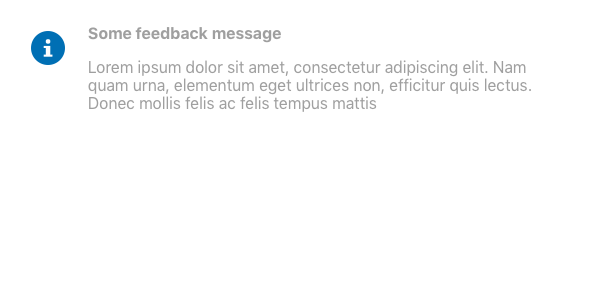 Some feedback message
Lorem ipsum dolor sit amet, consectetur adipiscing elit. Nam
quam urna, elementum eget ultrices non, efficitur quis lectus.
Donec mollis felis ac felis tempus mattis